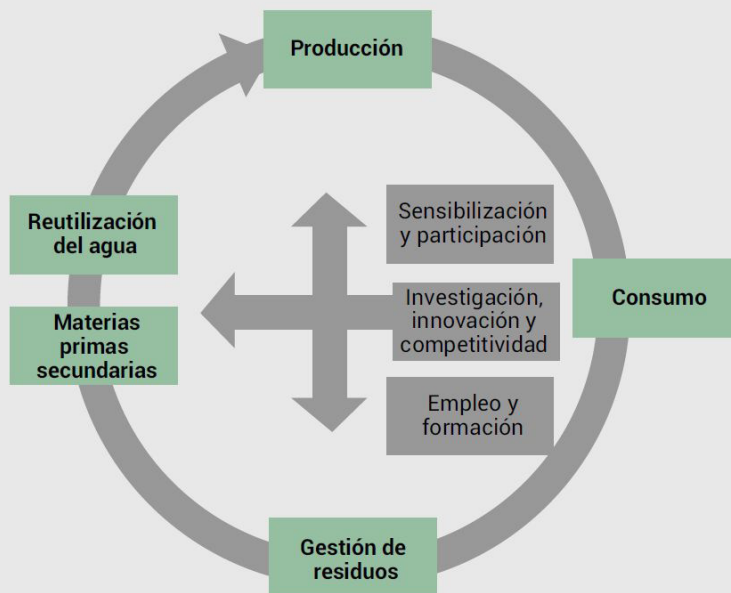 Producción
Sensibilización
y participación
Reutilización
del agua
Investigación,
innovación y
competitividad
Consumo
Materias
primas
secundarias
Empleo y
formación
Gestión de
residuos